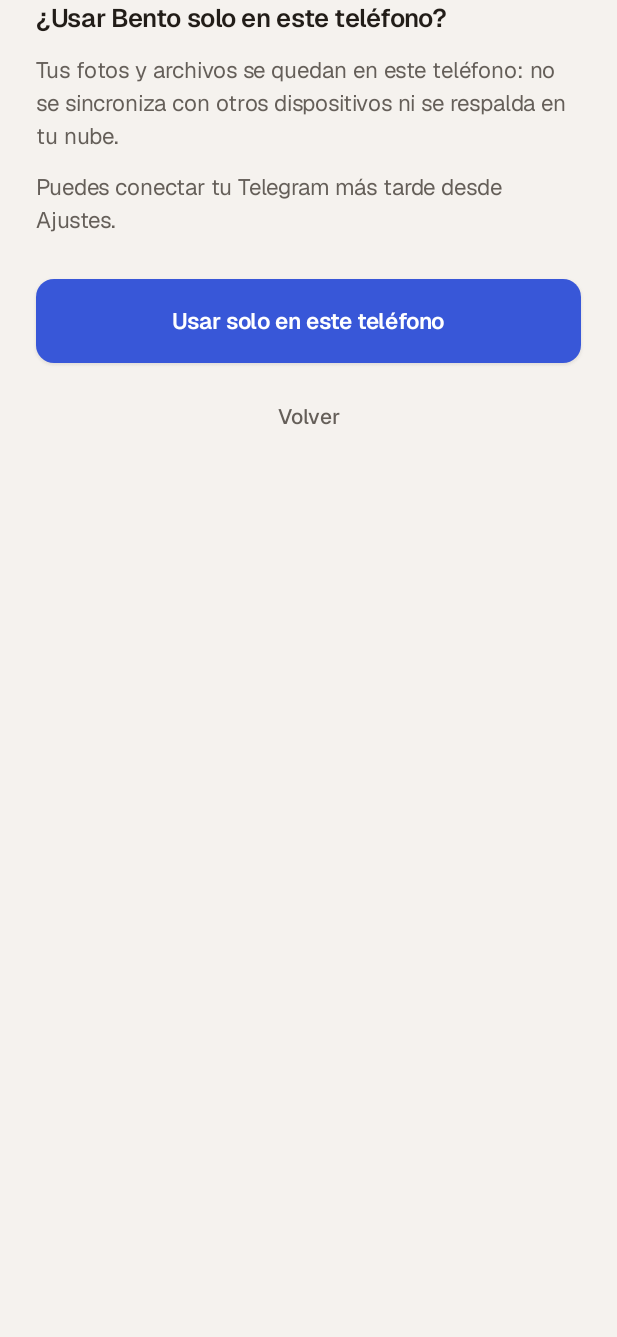 ¿Usar Bento solo en este teléfono?
Tus fotos y archivos se quedan en este teléfono: no
se sincroniza con otros dispositivos ni se respalda en
tu nube.
Puedes conectar tu Telegram más tarde desde
Ajustes.
Usar solo en este teléfono
Volver